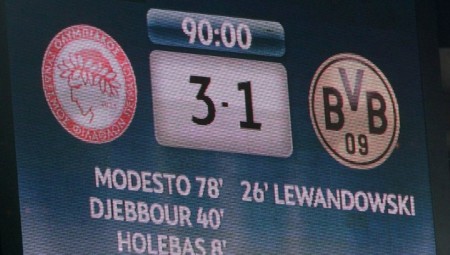 90:00
3-1
BVB
09
MODESTO 78' 26' LEWANDOWSKI
DJEBBOUR 40'
HOLEBAS 8'